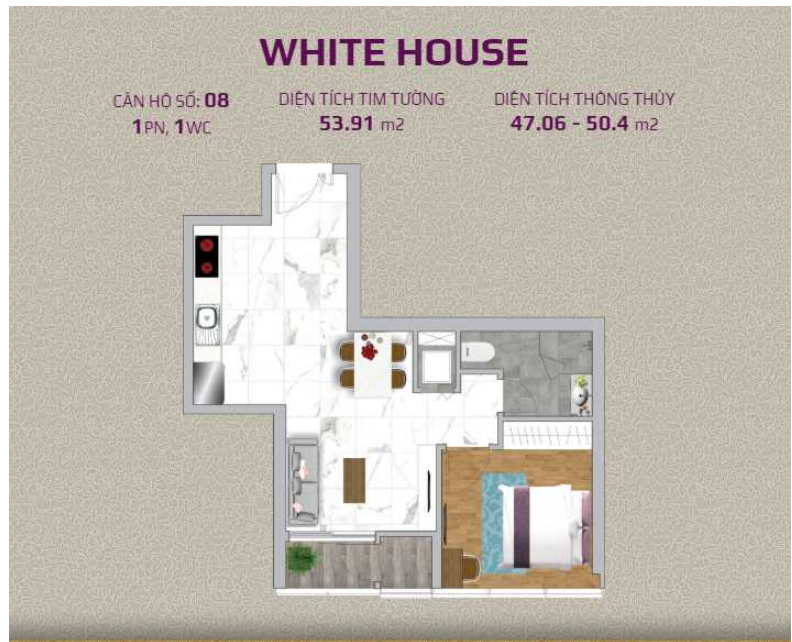 WHITE HOUSE
CĂN HỘ SỐ: 08
1PN, 1WC
DIỆN TÍCH TIM TƯỜNG
53.91 m2
DIỆN TÍCH THÔNG THỦY
47.06 - 50.4 m2